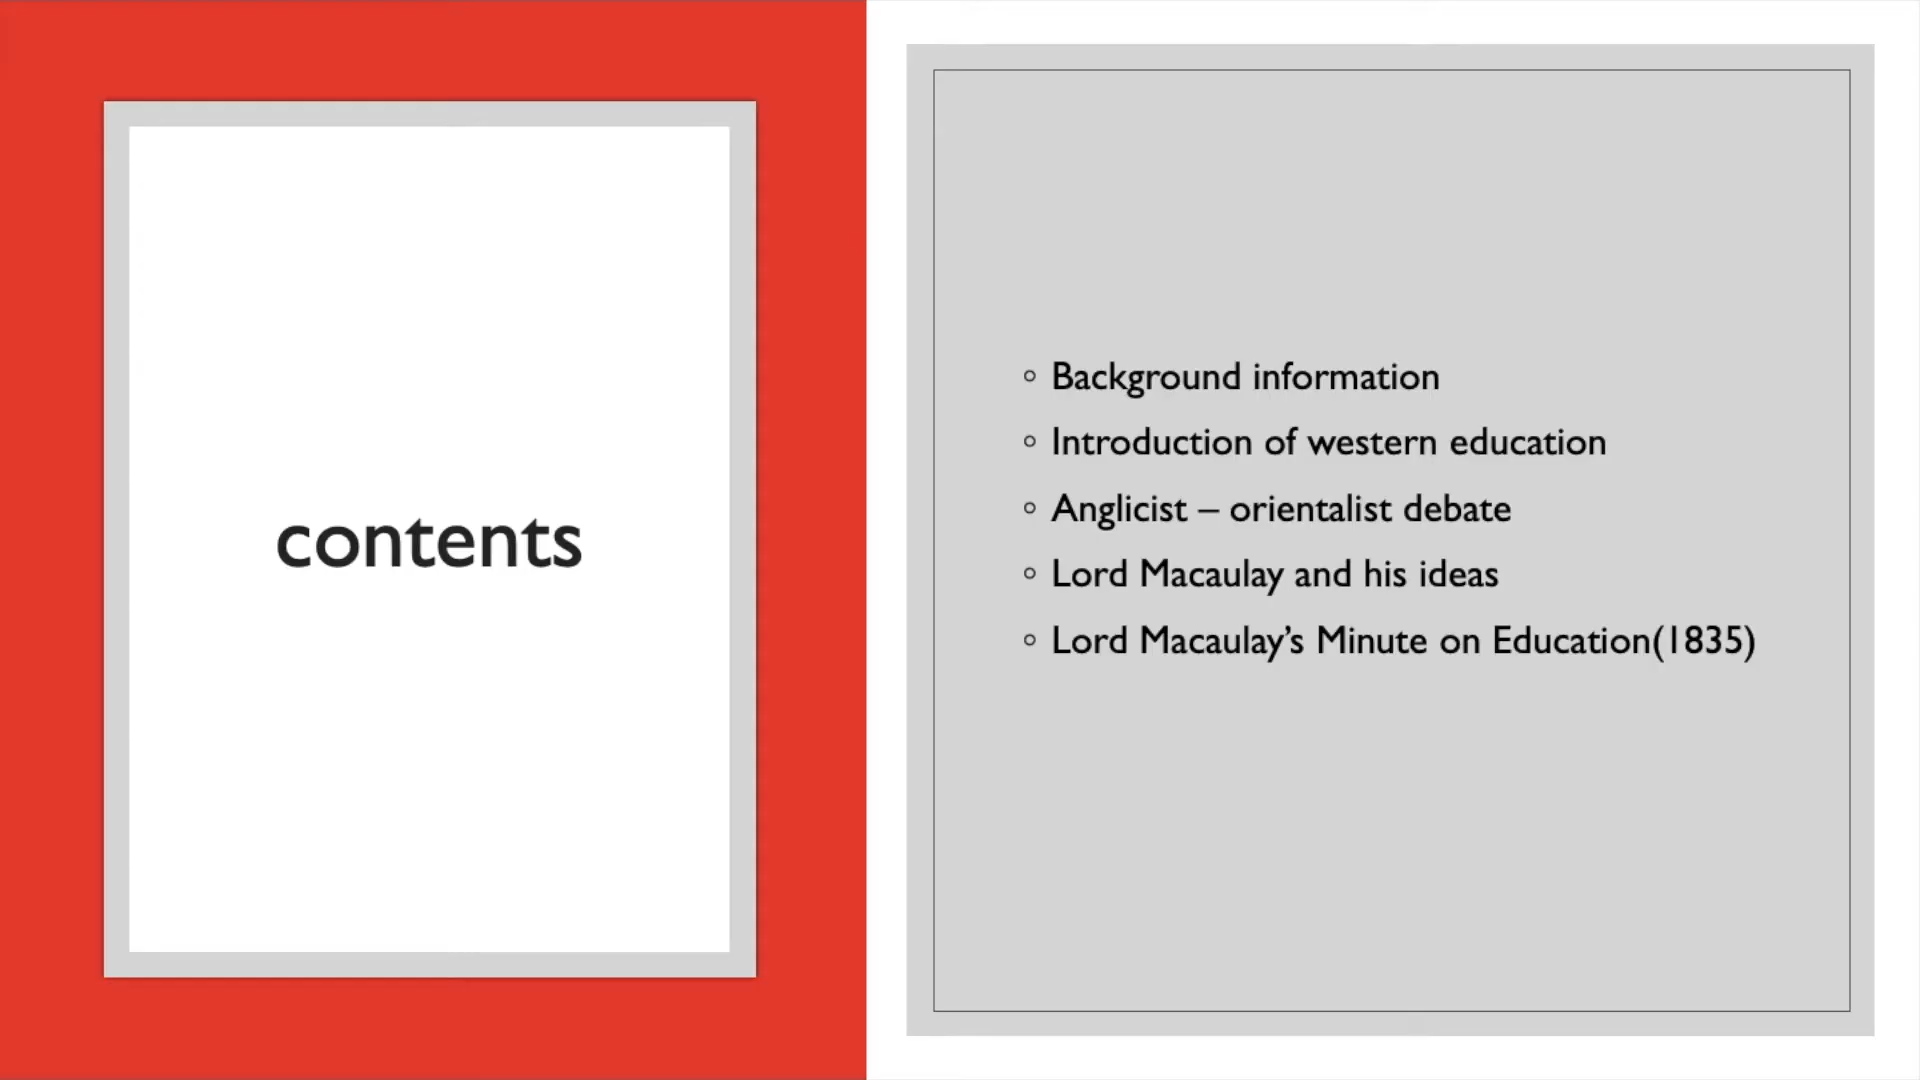 contents
◦ Background information
◦ Introduction of western education
◦ Anglicist – orientalist debate
◦ Lord Macaulay and his ideas
◦ Lord Macaulay’s Minute on Education(1835)